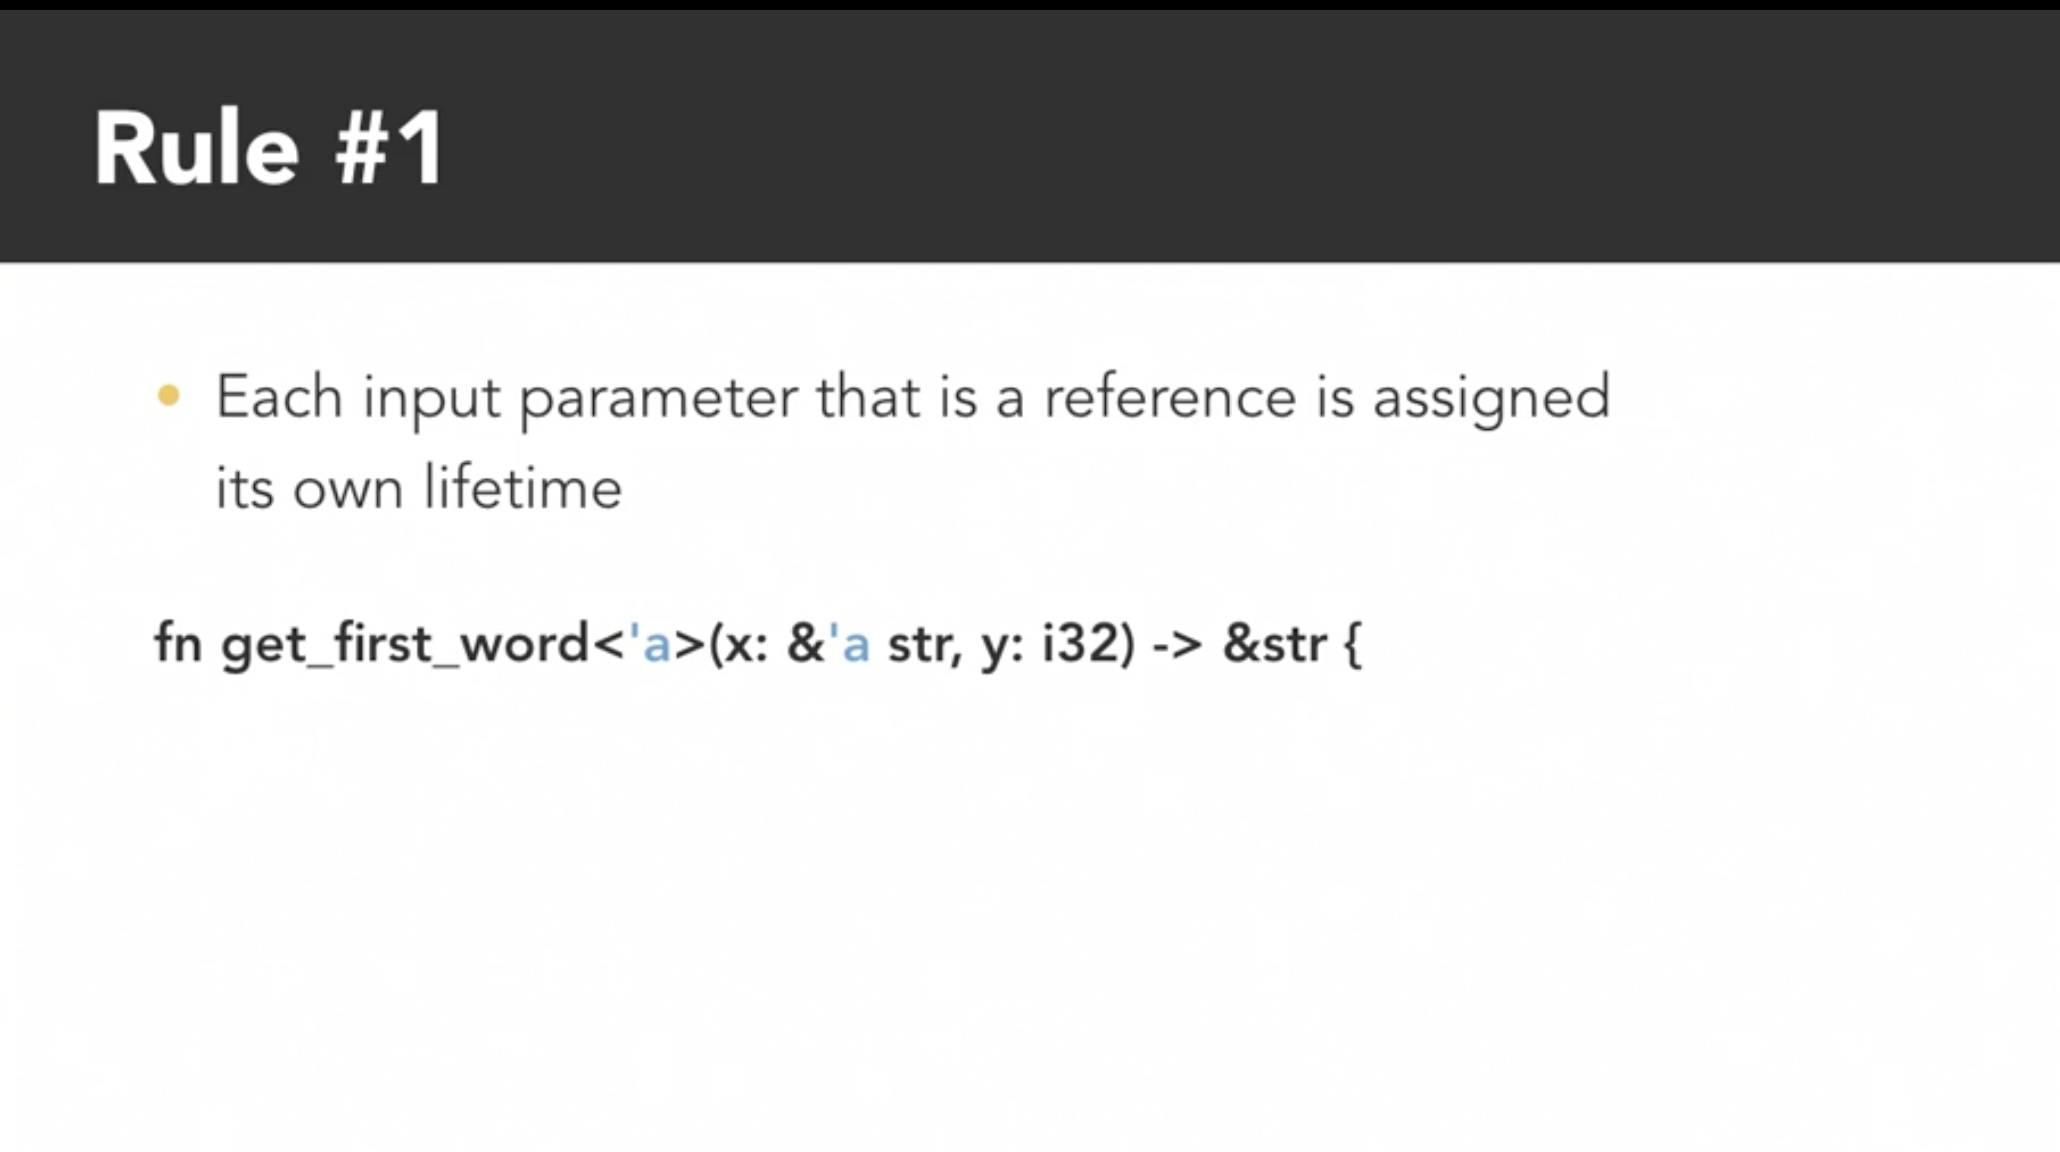 Rule #1
• Each input parameter that is a reference is assigned
its own lifetime
fn get_first_word<'a>(x: &'a str, y: i32) -> &str {